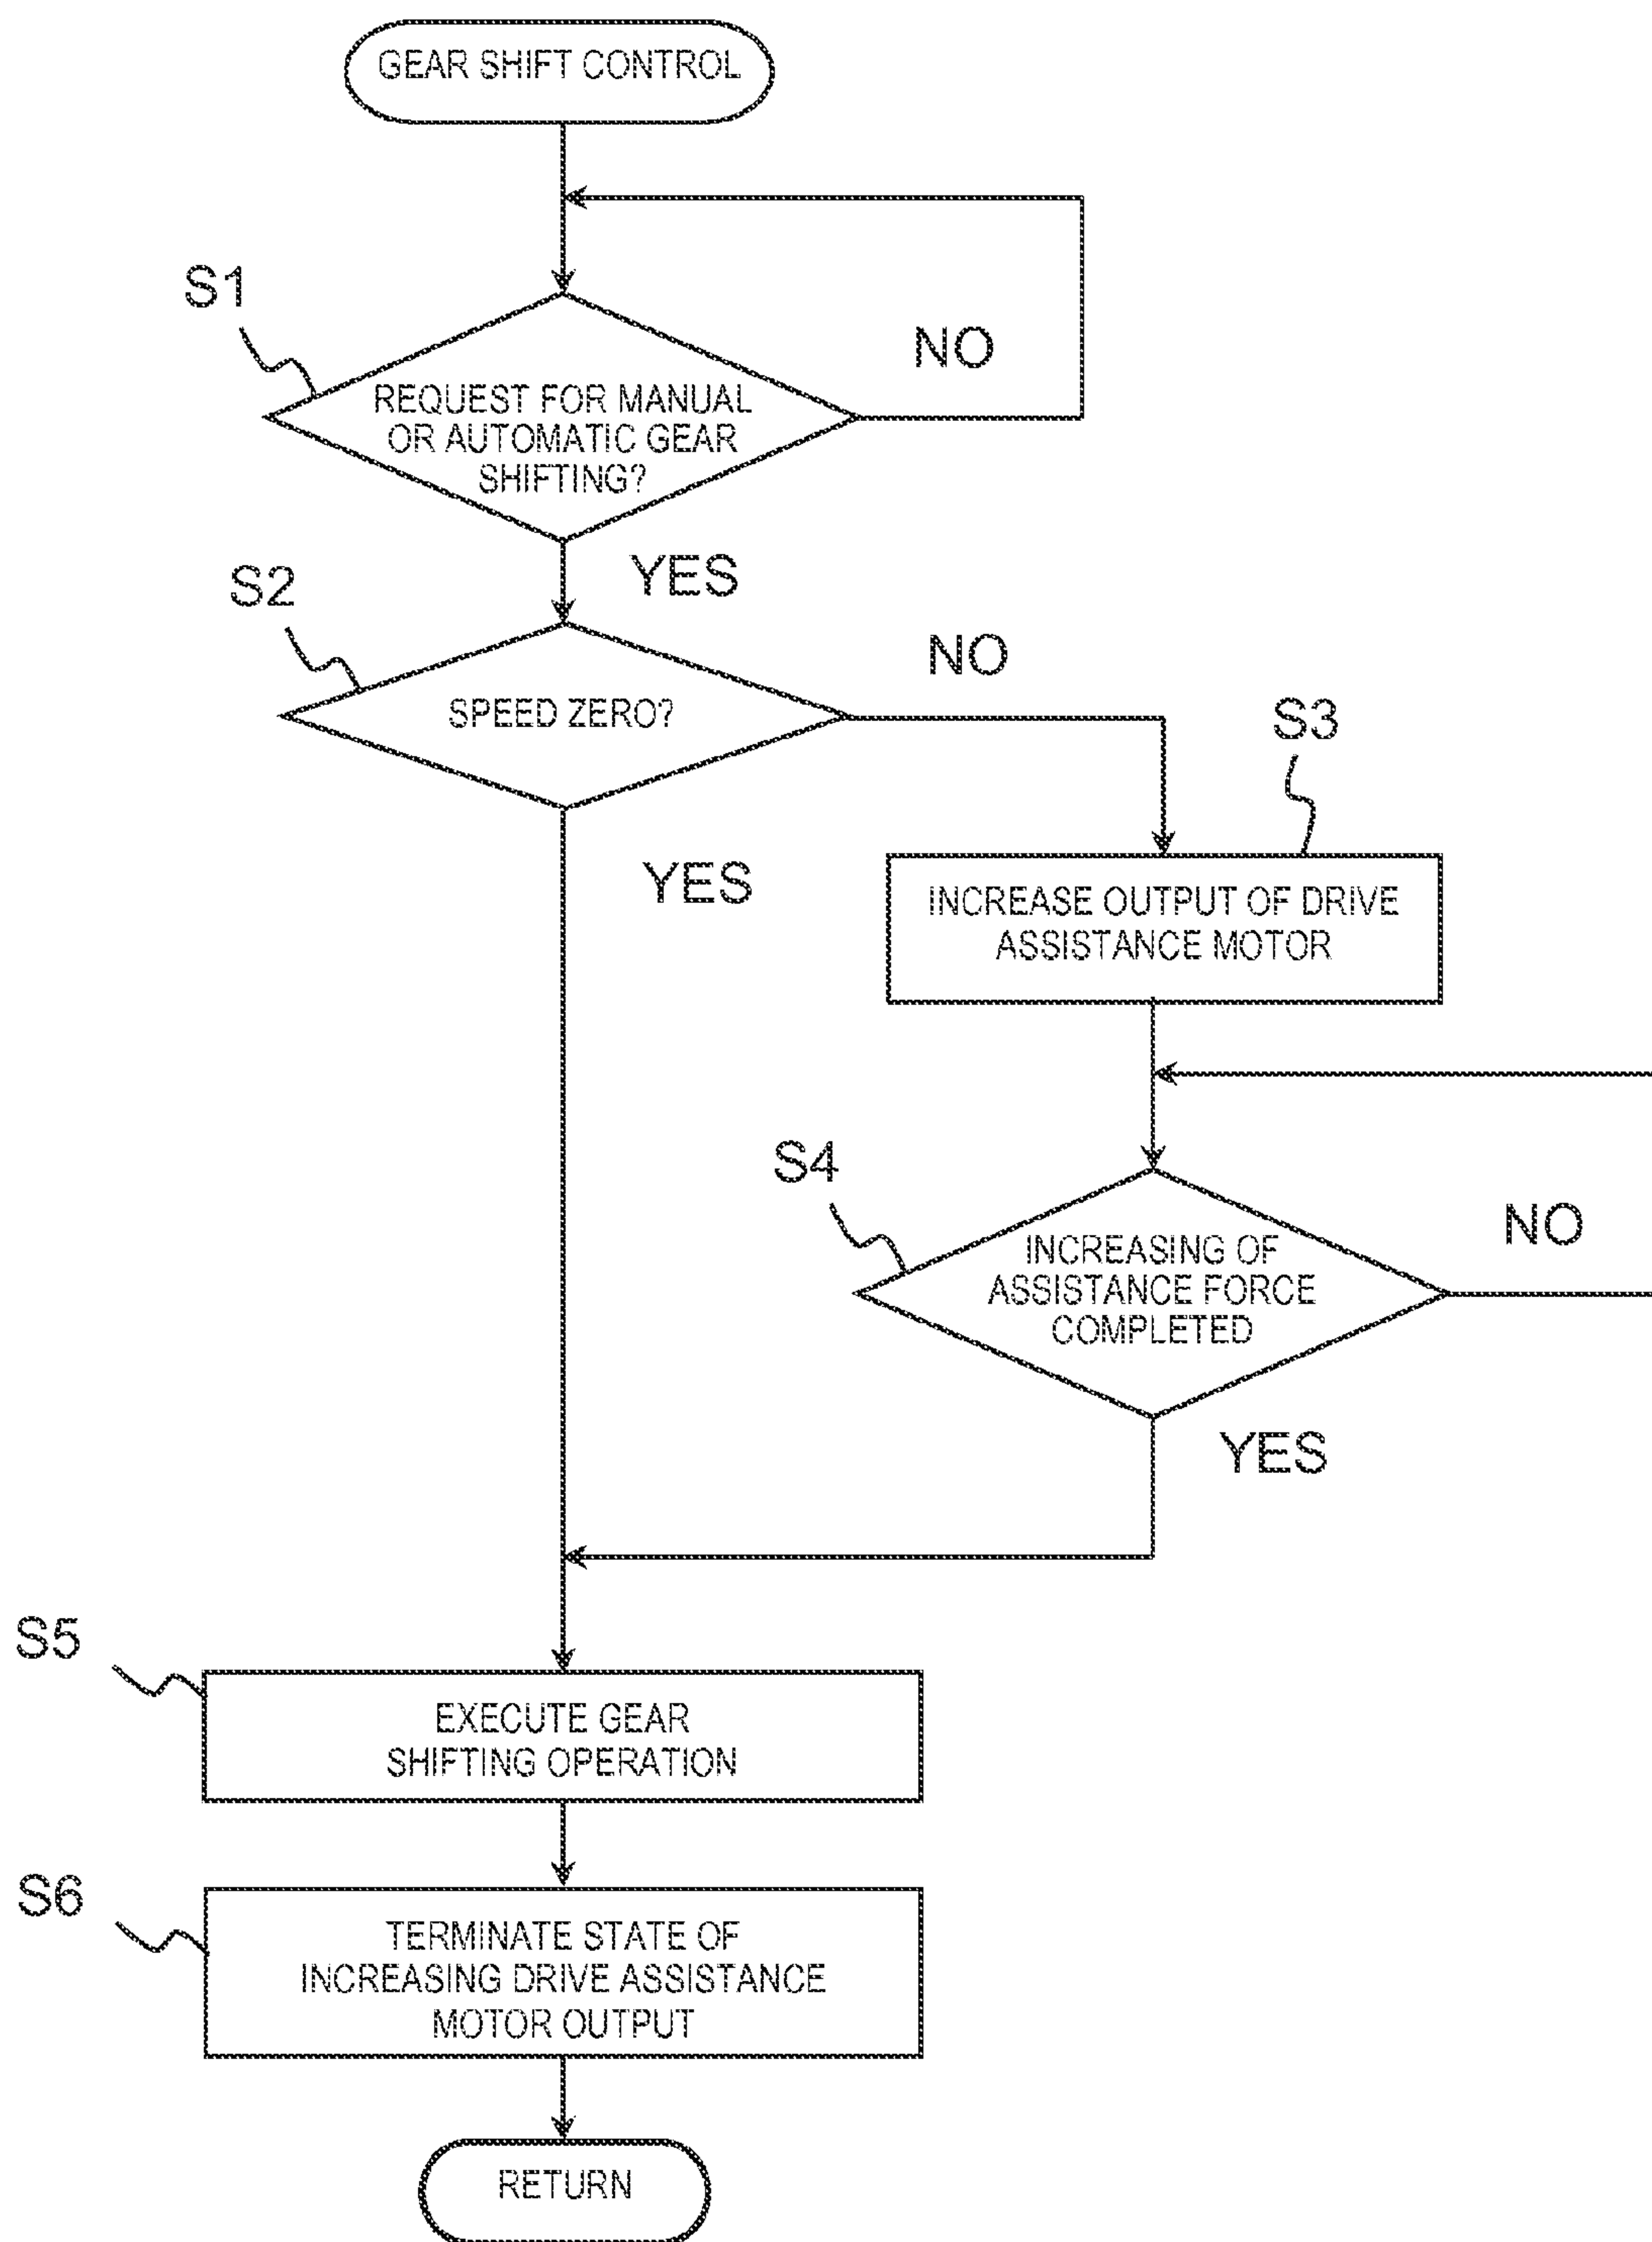 GEAR SHIFT CONTROL
S1
NO
REQUEST FOR MANUAL
OR AUTOMATIC GEAR
SHIFTING?
YES
S2
NO
SPEED ZERO?
S3
YES
INCREASE OUTPUT OF DRIVE
ASSISTANCE MOTOR
S4
NO
INCREASING OF
ASSISTANCE FORCE
COMPLETED
YES
S5
EXECUTE GEAR
SHIFTING OPERATION
S6
TERMINATE STATE OF
INCREASING DRIVE ASSISTANCE
MOTOR OUTPUT
RETURN